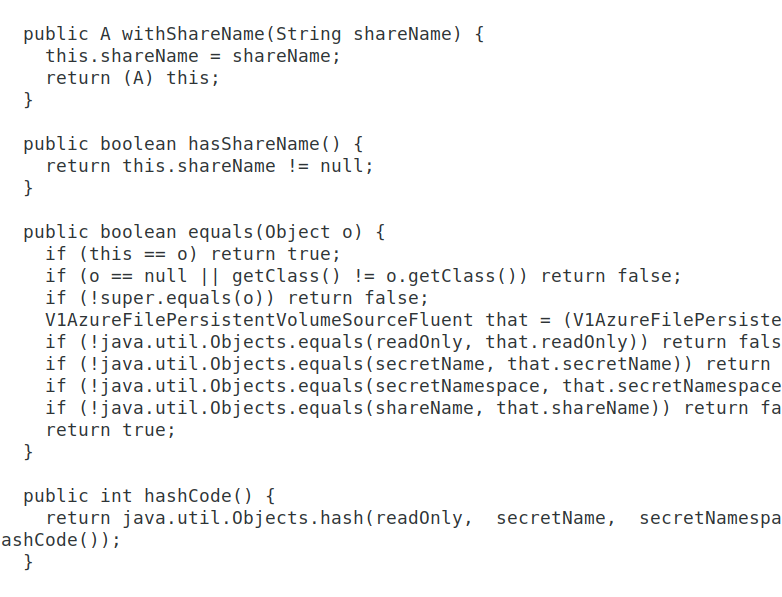 public A withShareName(String shareName) {
this.shareName = shareName;
return (A) this;
}
public boolean hasShareName() {
return this.shareName != null;
}
public boolean equals(Object o) {
if (this == o) return true;
if (o == null || getClass() != o.getClass()) return false;
if (!super.equals(o)) return false;
V1AzureFilePersistentVolumeSourceFluent that = (V1AzureFilePersiste
if (!java.util.Objects.equals(readOnly, that.readOnly)) return fals
if (!java.util.Objects.equals(secretName, that.secretName)) return
if (!java.util.Objects.equals(secretNamespace, that.secretNamespace
if (!java.util.Objects.equals(shareName, that.shareName)) return fa
return true;
}
public int hashCode() {
return java.util.Objects.hash(readOnly,  secretName,  secretNamespa
ashCode());
}